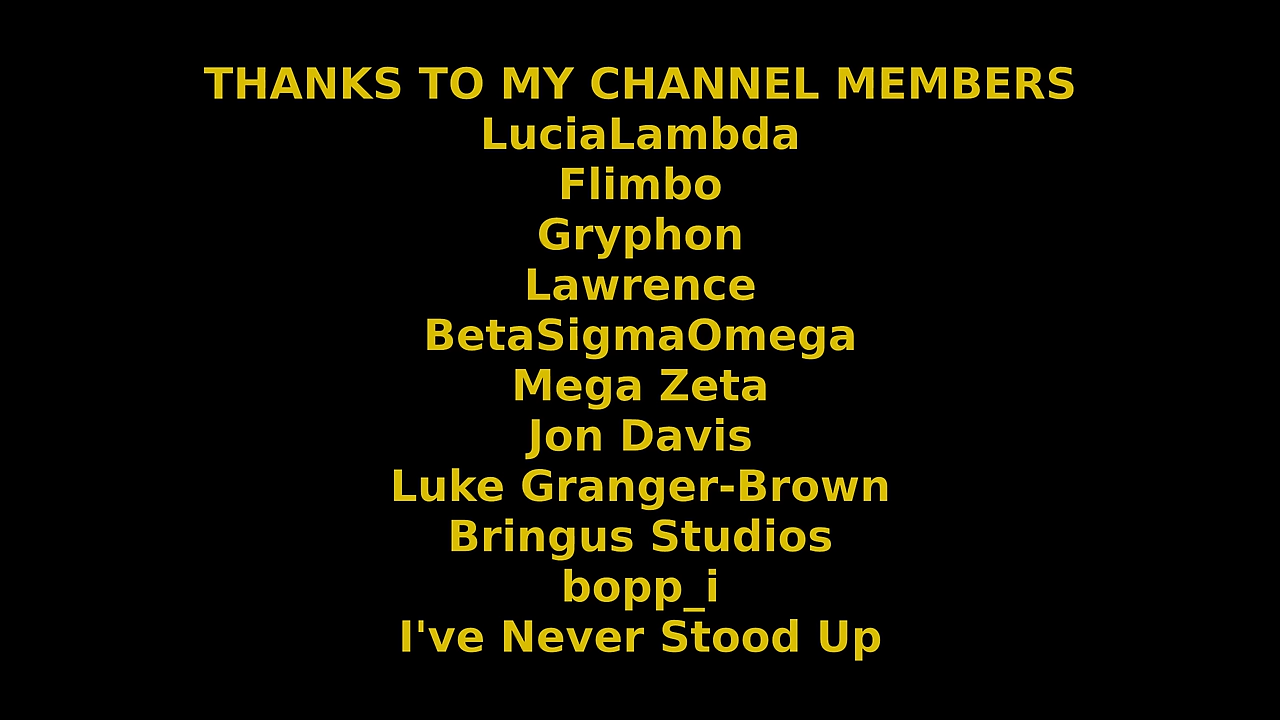 THANKS TO MY CHANNEL MEMBERS
LuciaLambda
Flimbo
Gryphon
Lawrence
BetaSigmaOmega
Mega Zeta
Jon Davis
Luke Granger-Brown
Bringus Studios
bopp_i
I've Never Stood Up